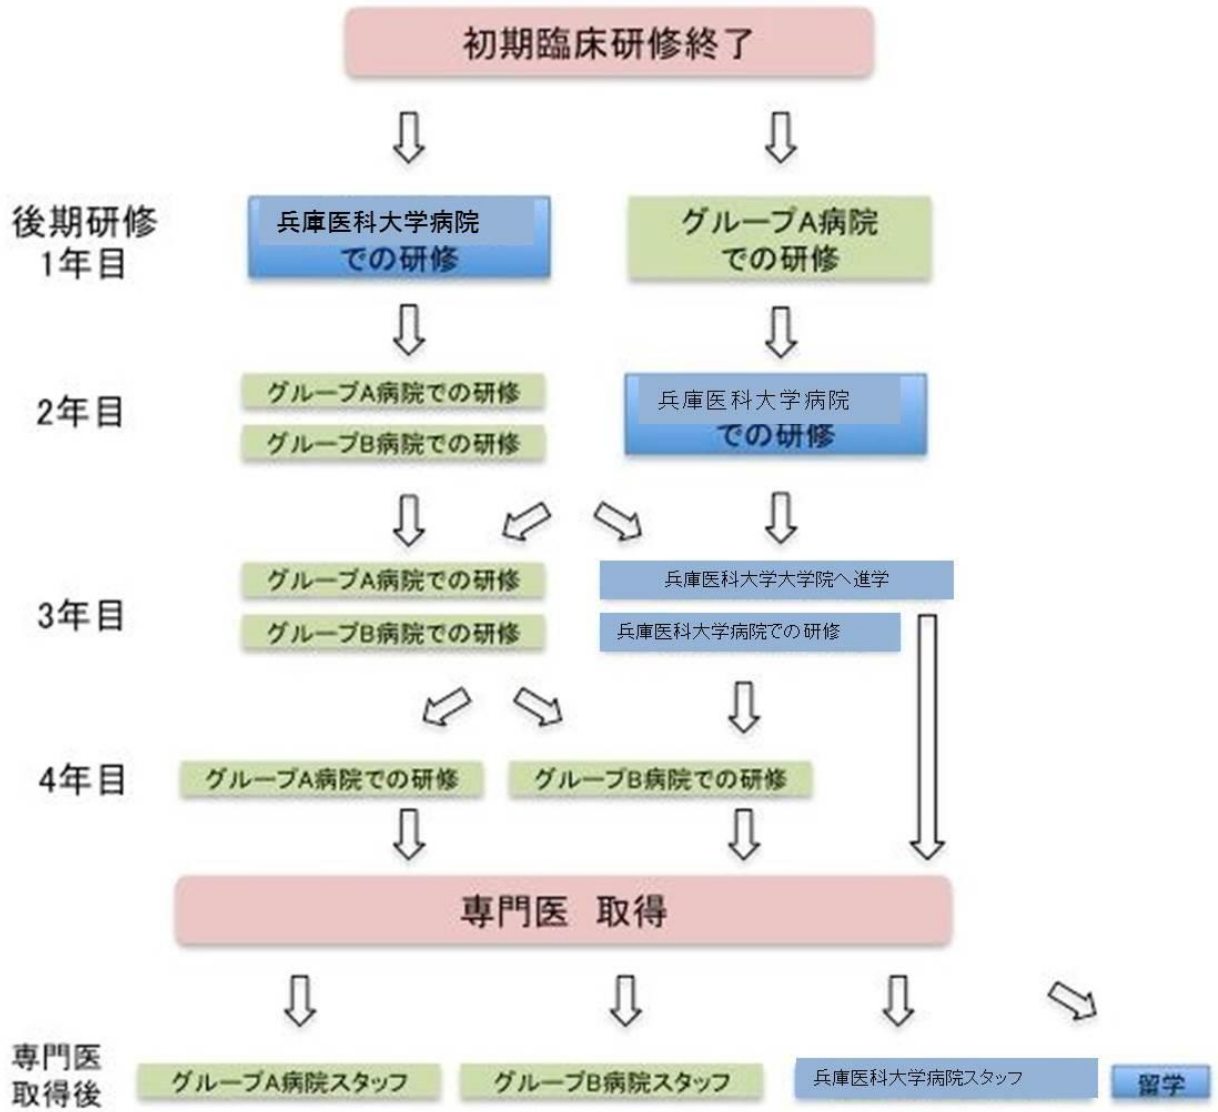 初期臨床研修終了
後期研修
1年目
兵庫医科大学病院
での研修
グループA病院
での研修
2年目
グループA病院での研修
グループB病院での研修
兵庫医科大学病院
での研修
3年目
グループA病院での研修
グループB病院での研修
兵庫医科大学大学院へ進学
兵庫医科大学病院での研修
4年目
グループA病院での研修
グループB病院での研修
専門医 取得
専門医
取得後
グループA病院スタッフ
グループB病院スタッフ
兵庫医科大学病院スタッフ
留学